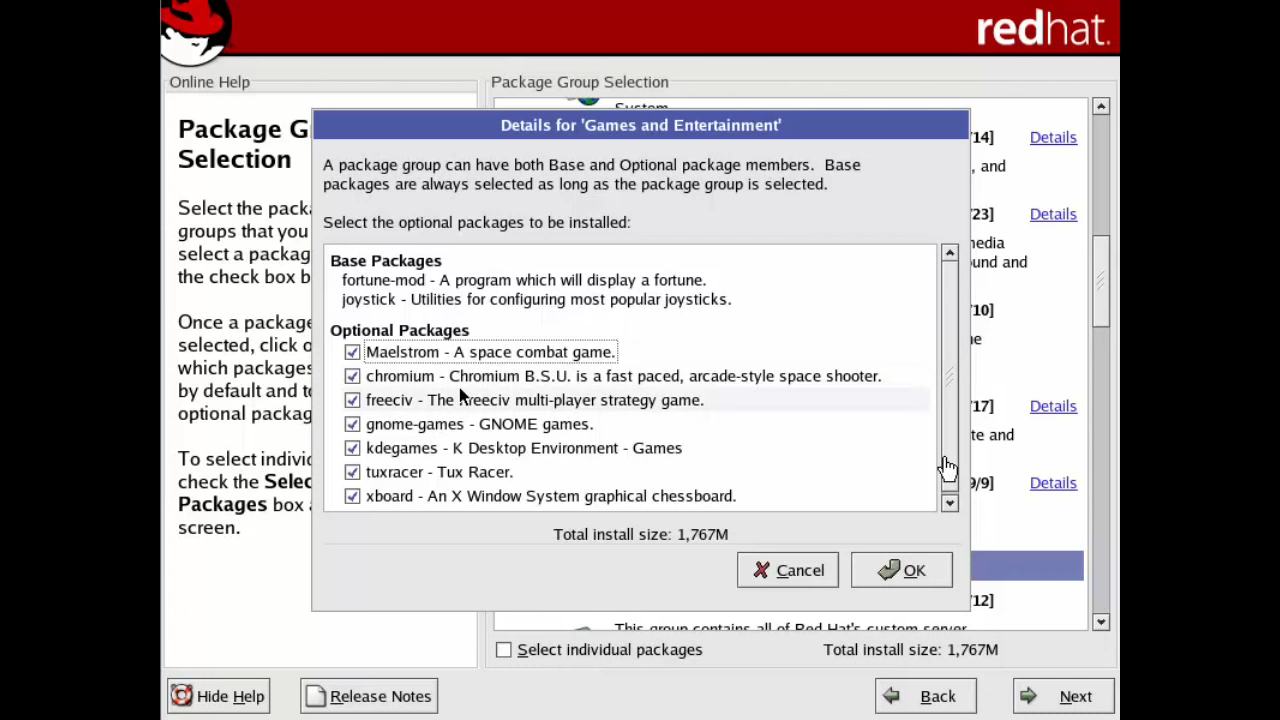 redhat.
Online Help
Package Group Selection
Package G
Selection
Select the pack
groups that you
select a packag
the check box b
Once a package
selected, click o
which packages
by default and to
optional packag
To select individ
check the Selec
Packages box a
screen.
System
/14]
Details
, and
/23]
Details
nedia
ound and
/10]
ne
/17]
Details
te and
9/9]
Details
/12]
This group contains all of Red Hat's custom server
Details for 'Games and Entertainment'
A package group can have both Base and Optional package members. Base
packages are always selected as long as the package group is selected.
Select the optional packages to be installed:
Base Packages
fortune-mod - A program which will display a fortune.
joystick - Utilities for configuring most popular joysticks.
Optional Packages
Maelstrom - A space combat game.
chromium - Chromium B.S.U. is a fast paced, arcade-style space shooter.
freeciv - The Freeciv multi-player strategy game.
gnome-games - GNOME games.
kdegames - K Desktop Environment - Games
tuxracer - Tux Racer.
xboard - An X Window System graphical chessboard.
Total install size: 1,767M
Cancel
OK
Select individual packages
Total install size: 1,767M
Hide Help
Release Notes
Back
Next